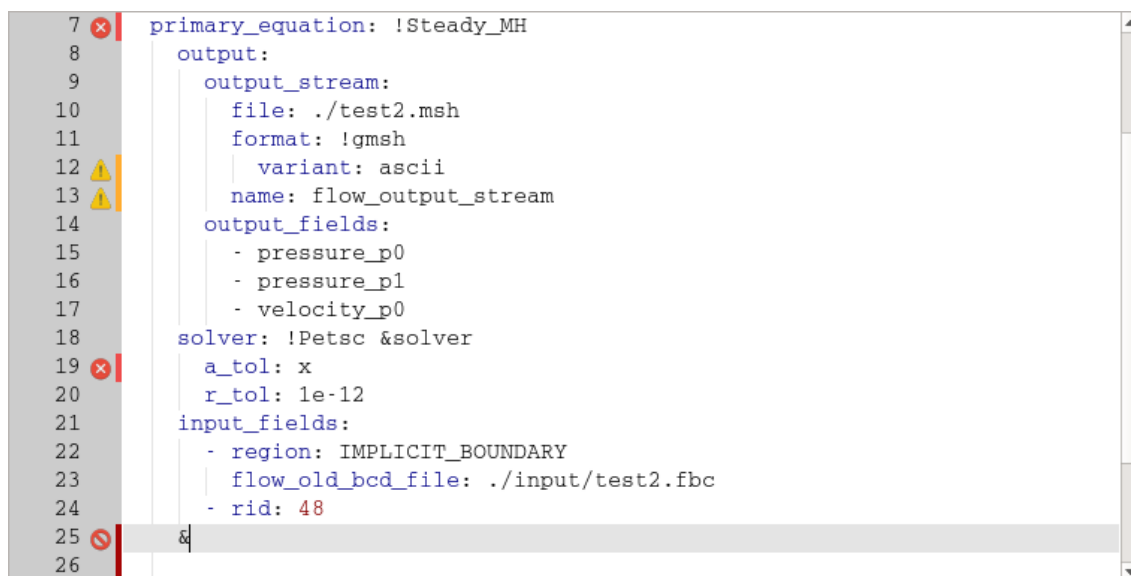 7 primary_equation: !Steady_MH
8 output:
9 output_stream:
10 file: ./test2.msh
11 format: !gmsh
12 variant: ascii
13 name: flow_output_stream
14 output_fields:
15 - pressure_p0
16 - pressure_p1
17 - velocity_p0
18 solver: !Petsc &solver
19 a_tol: x
20 r_tol: 1e-12
21 input_fields:
22 - region: IMPLICIT_BOUNDARY
23 flow_old_bcd_file: ./input/test2.fbc
24 - rid: 48
25 &
26